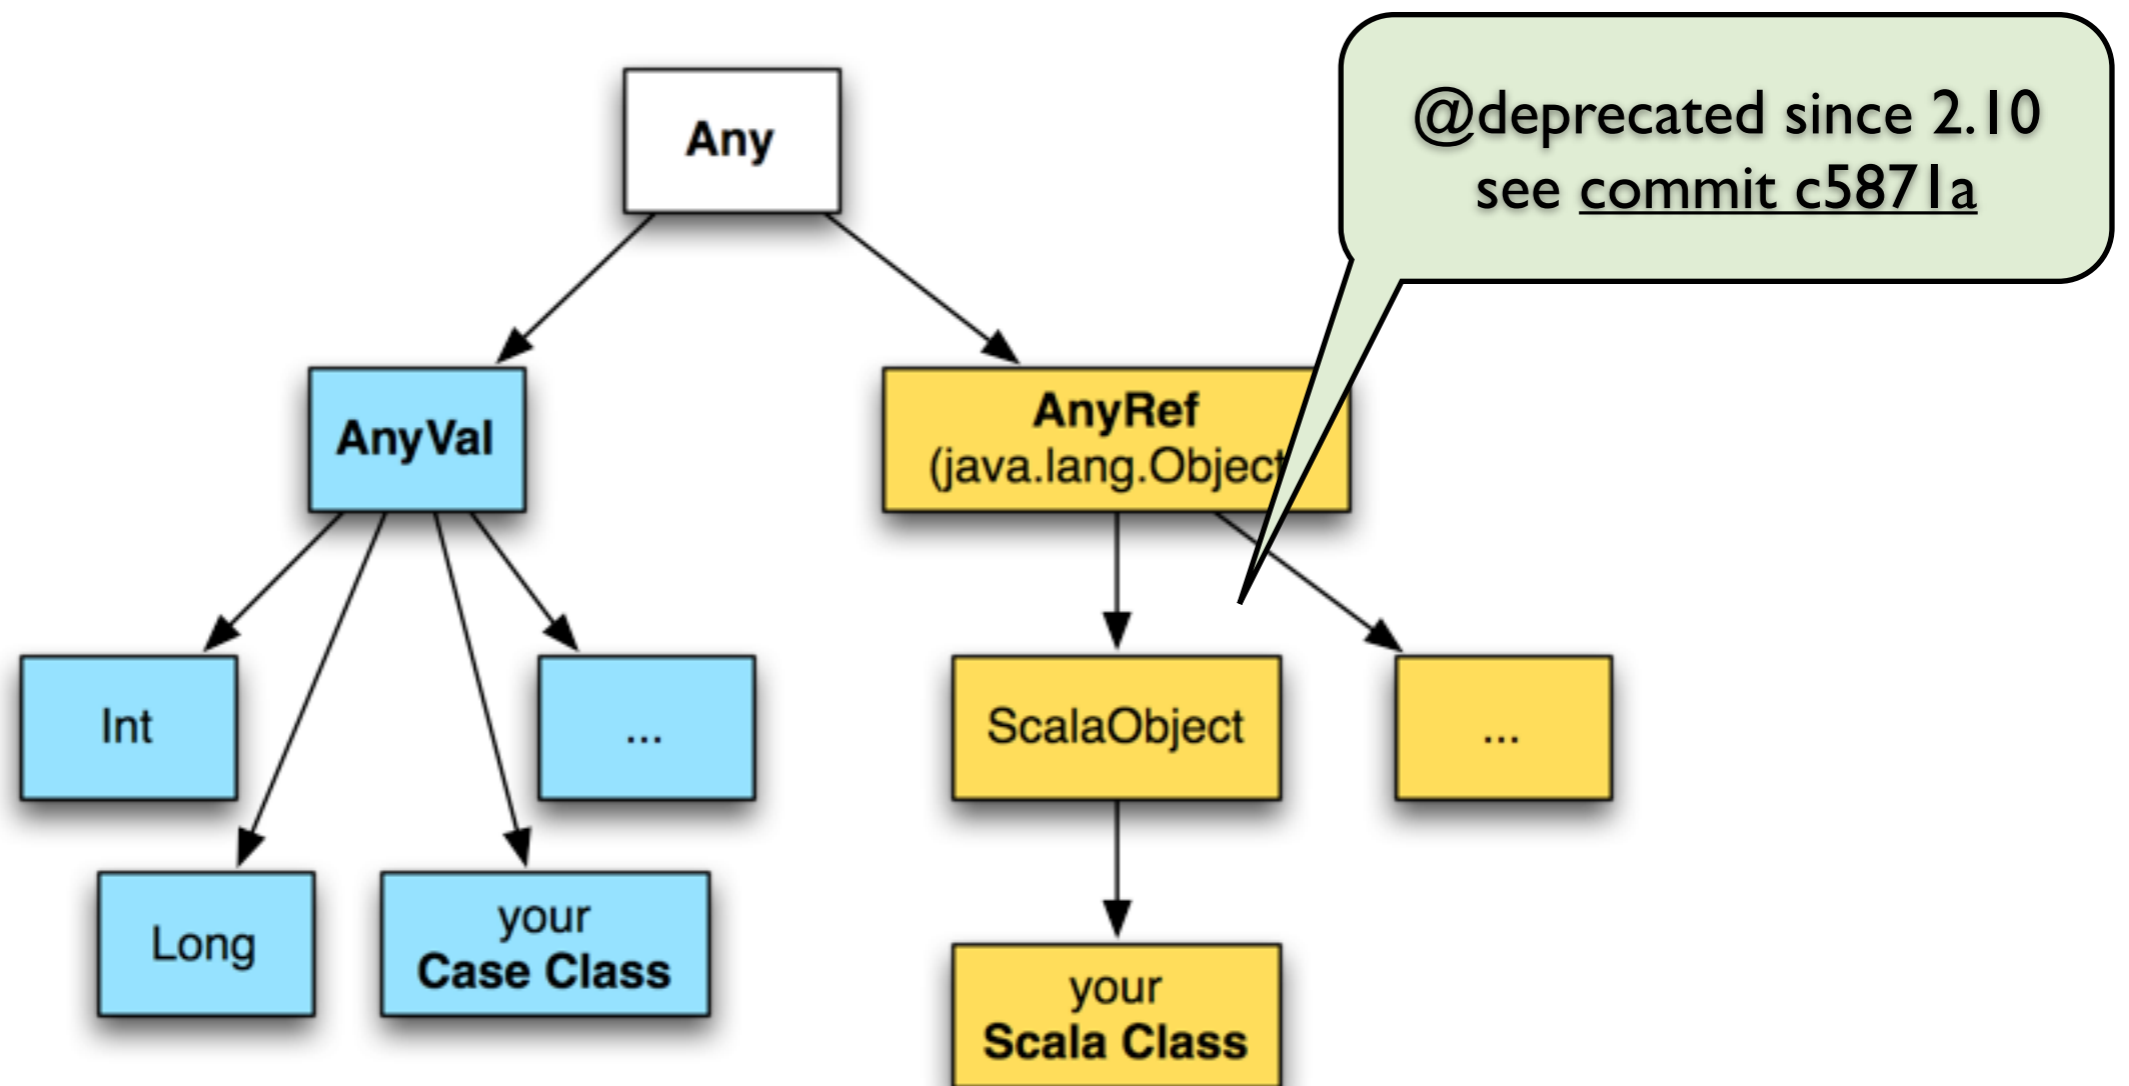 @deprecated since 2.10
see commit c5871a
Any
AnyVal
AnyRef
(java.lang.Object
Int
...
ScalaObject
...
Long
your
Case Class
your
Scala Class